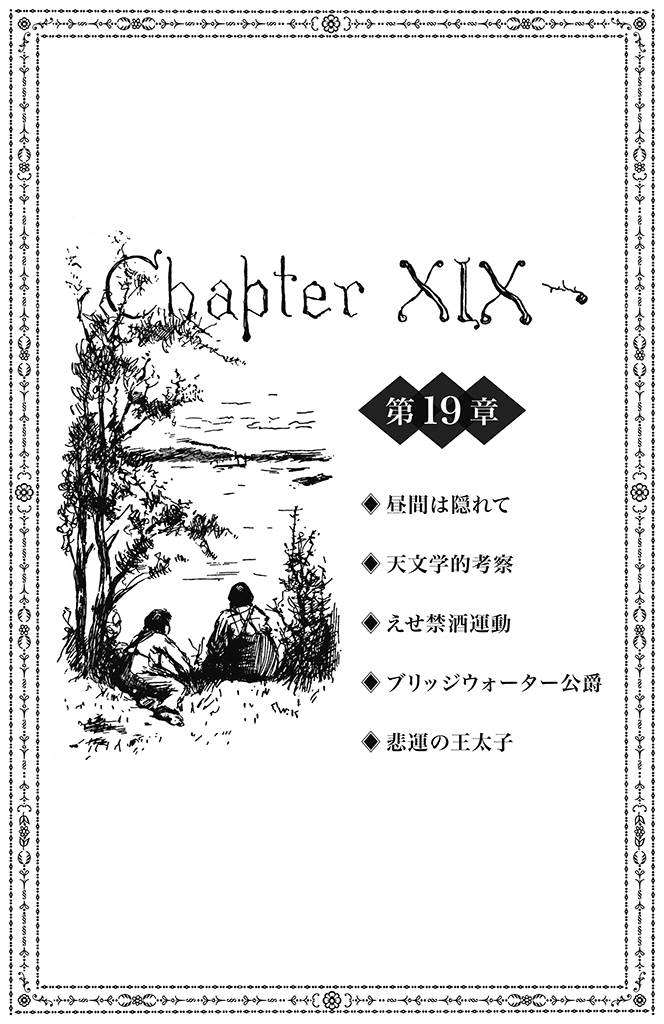 Chapter XIX
第19章
昼間は隠れて
天文学的考察
えせ禁酒運動
ブリッジウォーター公爵
悲運の王太子